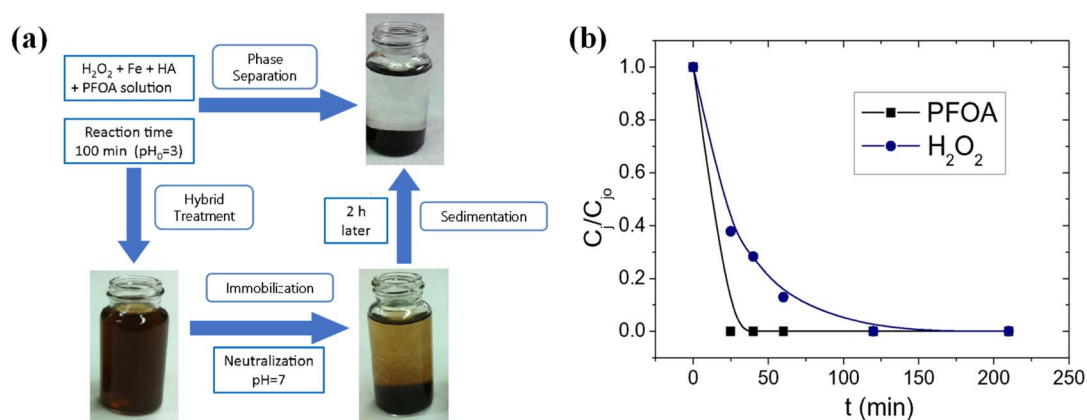 (a)
H₂O₂ + Fe + HA
+ PFOA solution
Phase
Separation
Reaction time
100 min (pH₀=3)
Hybrid
Treatment
2 h
later
Sedimentation
Immobilization
Neutralization
pH=7
(b)
PFOA
H₂O₂
Cⱼ/Cⱼₒ
1.0
0.8
0.6
0.4
0.2
0.0
0
50
100
150
200
250
t (min)